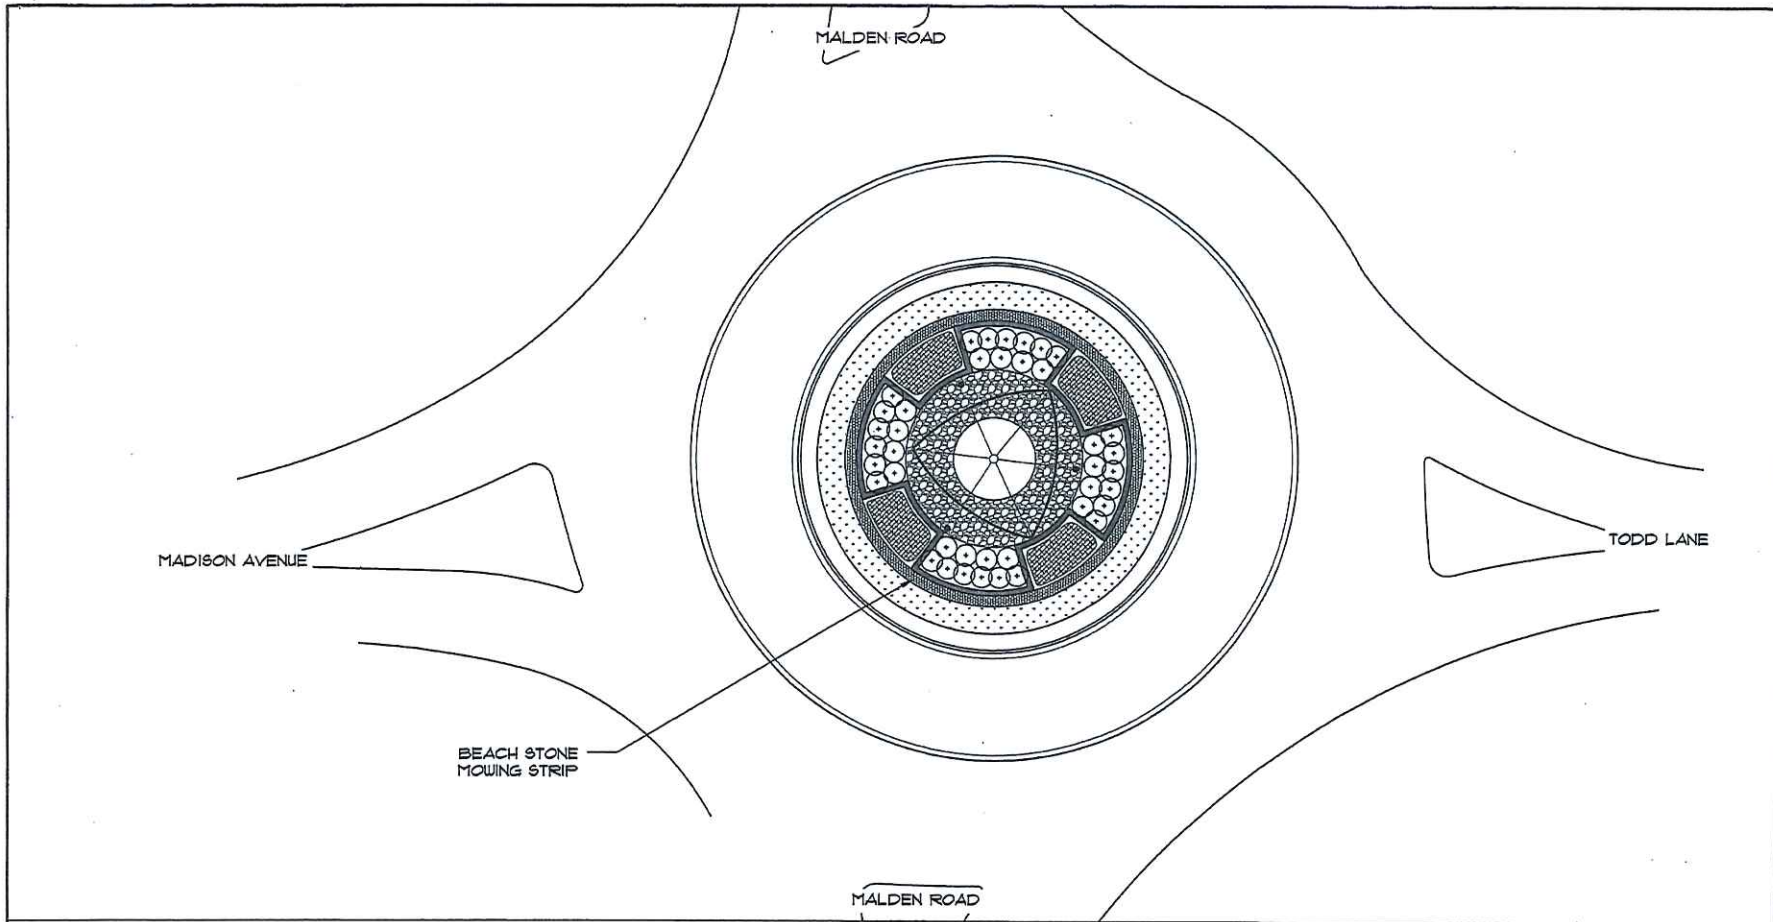 MALDEN ROAD
MADISON AVENUE
TODD LANE
BEACH STONE
MOWING STRIP
MALDEN ROAD